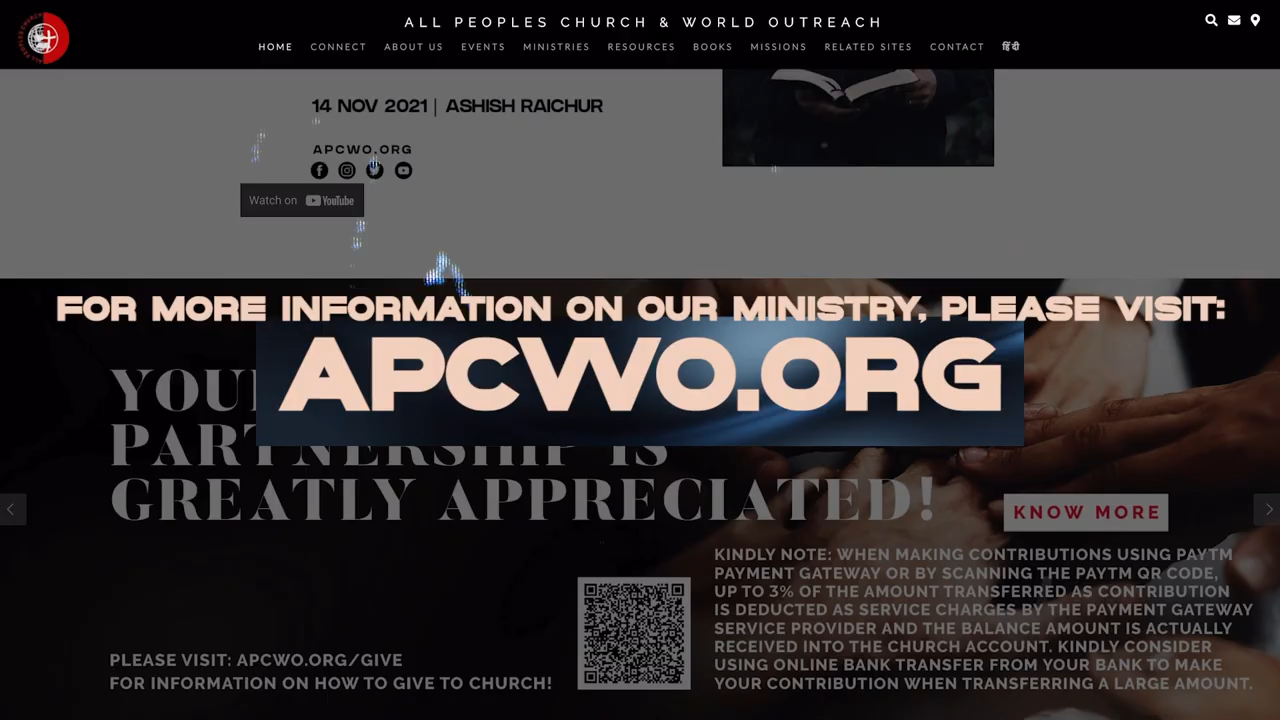 ALL PEOPLES CHURCH & WORLD OUTREACH
HOME CONNECT ABOUT US EVENTS MINISTRIES RESOURCES BOOKS MISSIONS RELATED SITES CONTACT हिंदी
14 NOV 2021 | ASHISH RAICHUR
APCWO.ORG
Watch on YouTube
FOR MORE INFORMATION ON OUR MINISTRY, PLEASE VISIT:
APCWO.ORG
PARTNERSHIP IS
GREATLY APPRECIATED!
KNOW MORE
KINDLY NOTE: WHEN MAKING CONTRIBUTIONS USING PAYTM
PAYMENT GATEWAY OR BY SCANNING THE PAYTM QR CODE,
UP TO 3% OF THE AMOUNT TRANSFERRED AS CONTRIBUTION
IS DEDUCTED AS SERVICE CHARGES BY THE PAYMENT GATEWAY
SERVICE PROVIDER AND THE BALANCE AMOUNT IS ACTUALLY
RECEIVED INTO THE CHURCH ACCOUNT. KINDLY CONSIDER
USING ONLINE BANK TRANSFER FROM YOUR BANK TO MAKE
YOUR CONTRIBUTION WHEN TRANSFERRING A LARGE AMOUNT.
PLEASE VISIT: APCWO.ORG/GIVE
FOR INFORMATION ON HOW TO GIVE TO CHURCH!